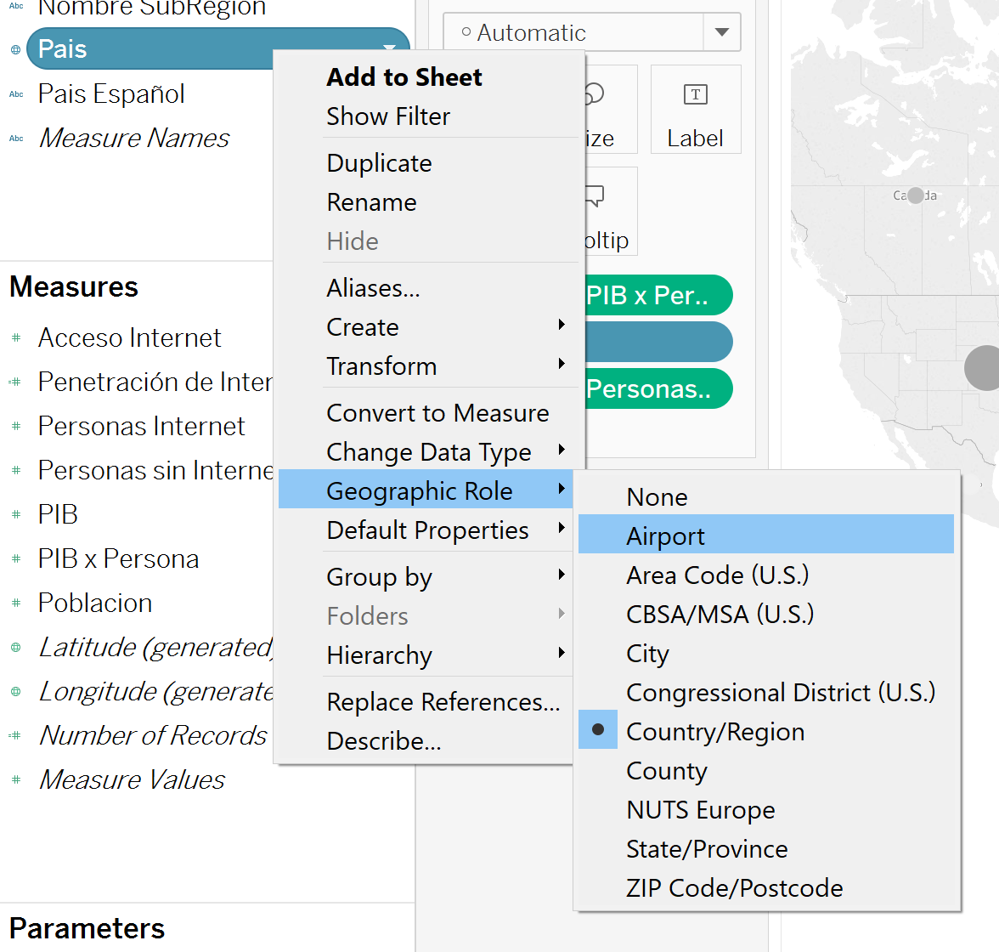 Abc Nombre SubRegion
Pais
Abc Pais Español
Abc Measure Names
Measures
# Acceso Internet
# Penetración de Inter
# Personas Internet
# Personas sin Interne
# PIB
# PIB x Persona
# Poblacion
Latitude (generated)
Longitude (generate
# Number of Records
# Measure Values
Parameters
Add to Sheet
Show Filter
Duplicate
Rename
Hide
Aliases...
Create
Transform
Convert to Measure
Change Data Type
Geographic Role
Default Properties
Group by
Folders
Hierarchy
Replace References...
Describe...
None
Airport
Area Code (U.S.)
CBSA/MSA (U.S.)
City
Congressional District (U.S.)
Country/Region
County
NUTS Europe
State/Province
ZIP Code/Postcode
Automatic
ize
T
Label
oltip
PIB x Per..
Personas..
Ca da